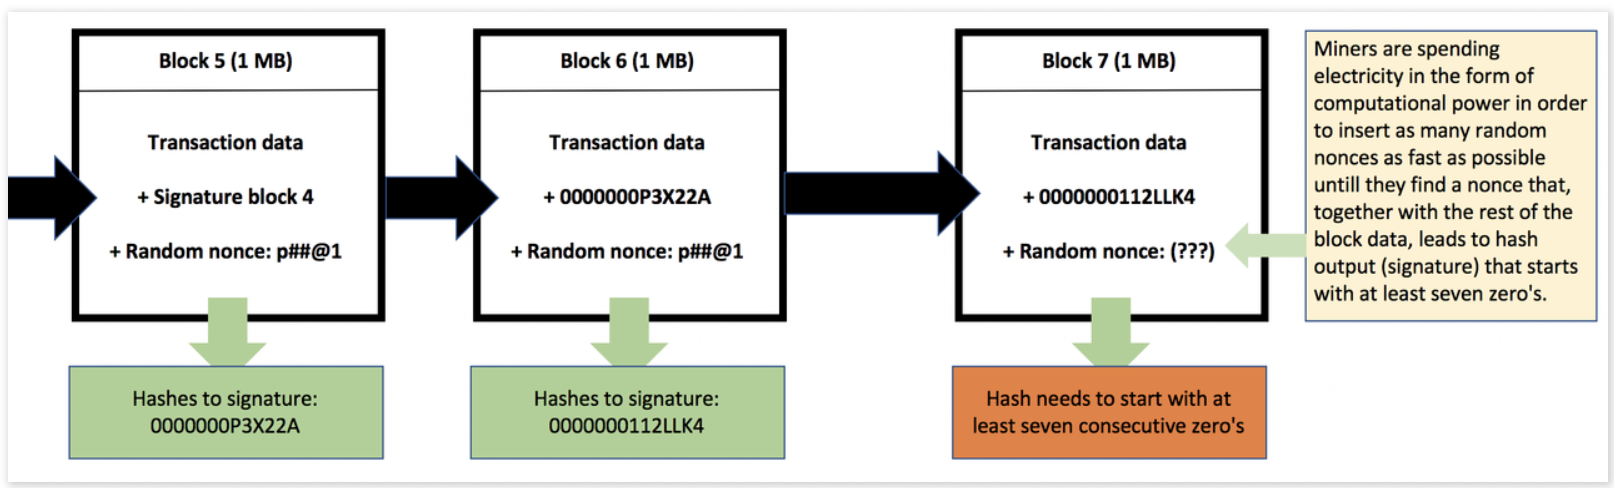 Block 5 (1 MB)
Transaction data
+ Signature block 4
+ Random nonce: p##@1
Hashes to signature:
0000000P3X22A
Block 6 (1 MB)
Transaction data
+ 0000000P3X22A
+ Random nonce: p##@1
Hashes to signature:
0000000112LLK4
Block 7 (1 MB)
Transaction data
+ 0000000112LLK4
+ Random nonce: (???)
Hash needs to start with at
least seven consecutive zero's
Miners are spending
electricity in the form of
computational power in order
to insert as many random
nonces as fast as possible
untill they find a nonce that,
together with the rest of the
block data, leads to hash
output (signature) that starts
with at least seven zero's.